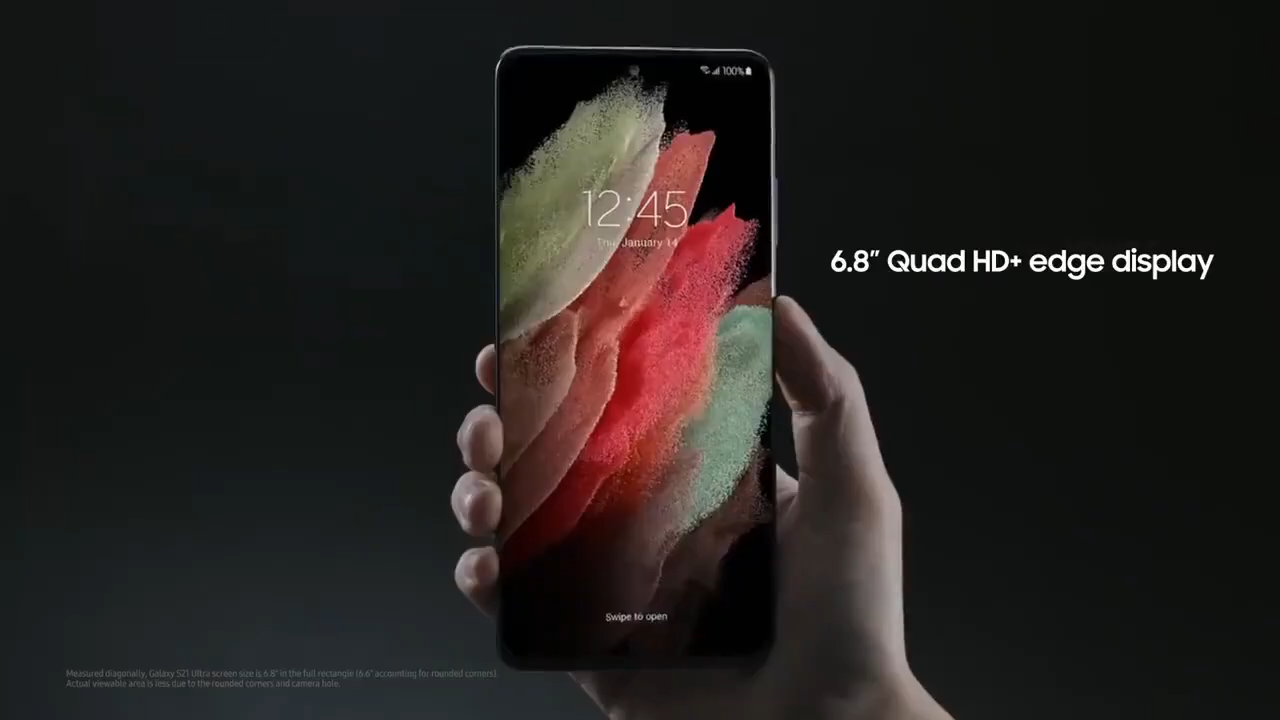 100%
12:45
Thu, January 14
6.8" Quad HD+ edge display
Swipe to open
Measured diagonally, Galaxy S21 Ultra screen size is 6.8" in the full rectangle (6.6" accounting for rounded corners).
Actual viewable area is less due to the rounded corners and camera hole.